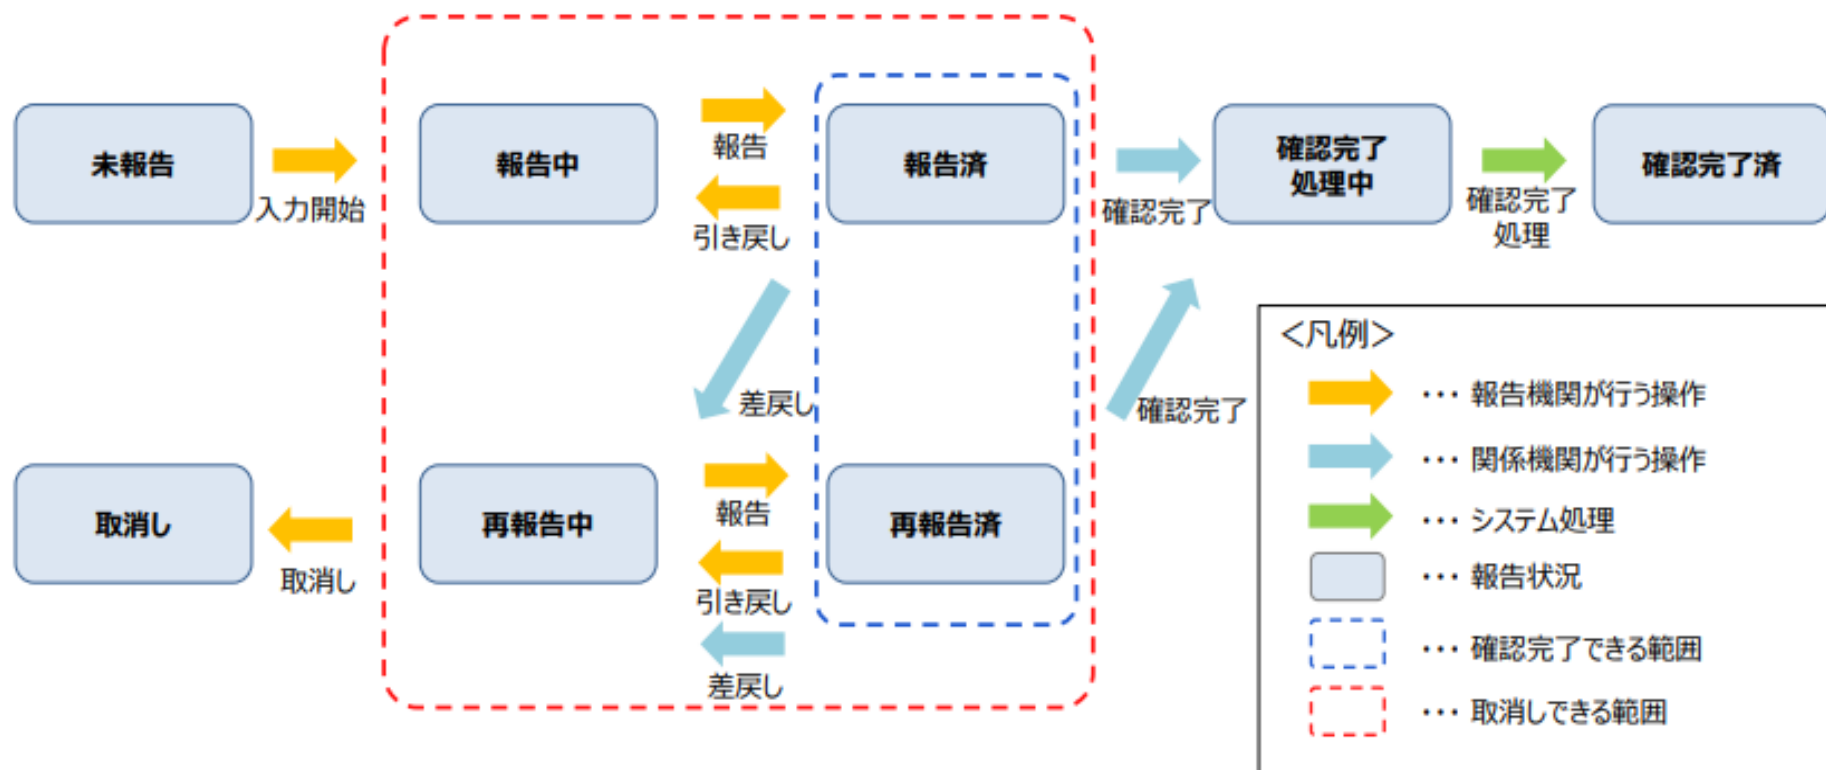 未報告
入力開始
報告中
報告
引き戻し
報告済
確認完了
確認完了
処理中
確認完了
処理
確認完了済
差戻し
確認完了
取消し
取消し
再報告中
報告
引き戻し
差戻し
再報告済
<凡例>
・・・ 報告機関が行う操作
・・・ 関係機関が行う操作
・・・ システム処理
・・・ 報告状況
・・・ 確認完了できる範囲
・・・ 取消しできる範囲